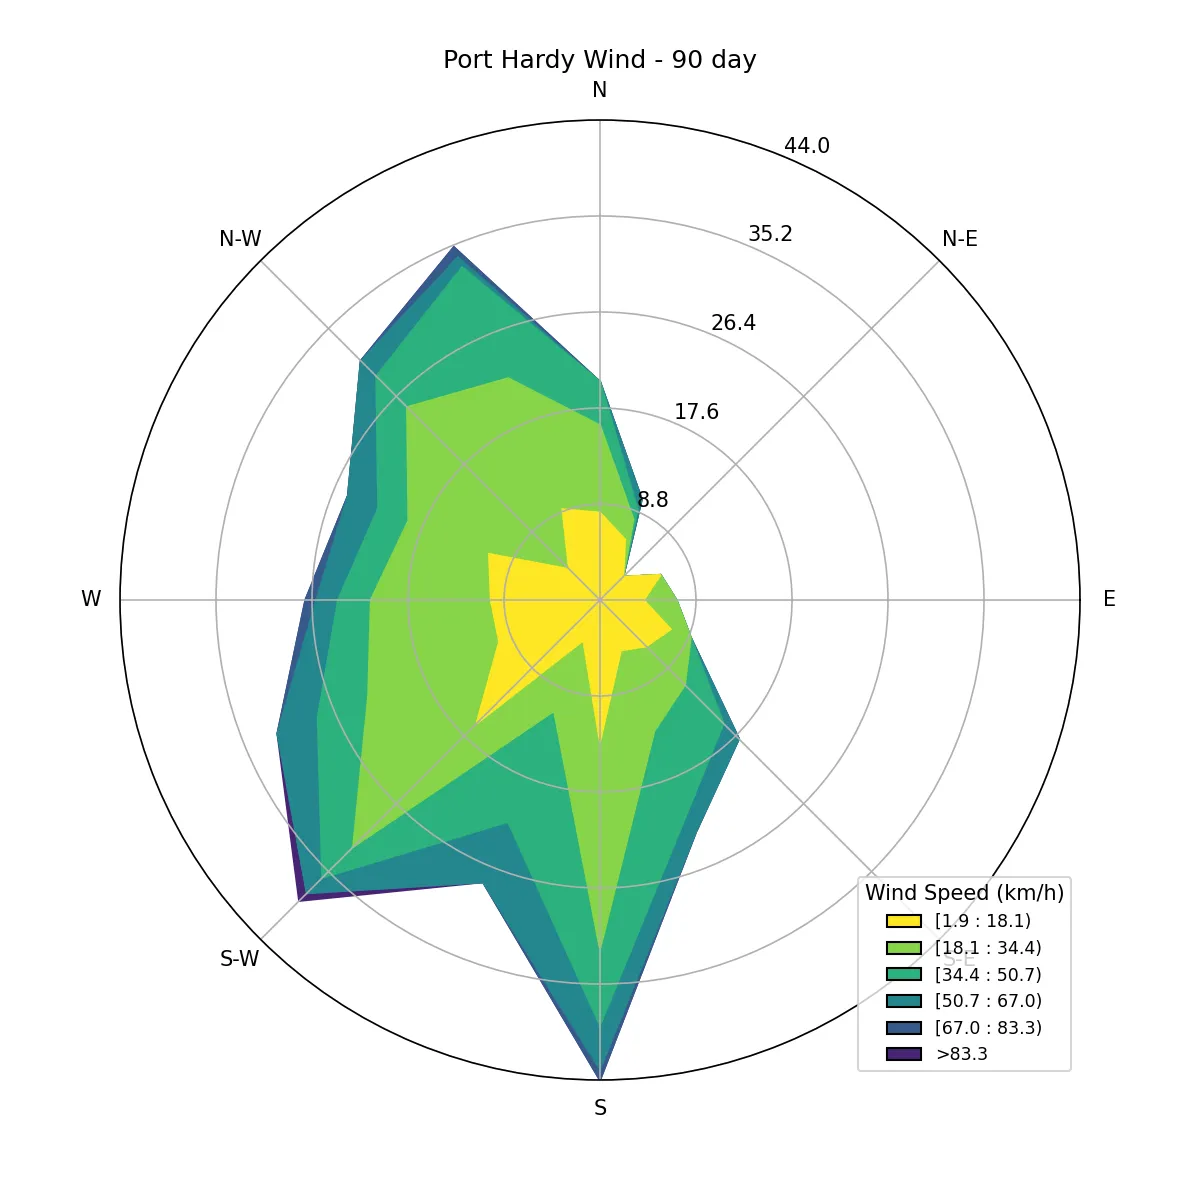 Port Hardy Wind - 90 day
N
44.0
N-W
35.2
N-E
26.4
17.6
8.8
W
E
S-W
S-E
S
Wind Speed (km/h)
[1.9 : 18.1)
[18.1 : 34.4)
[34.4 : 50.7)
[50.7 : 67.0)
[67.0 : 83.3)
>83.3